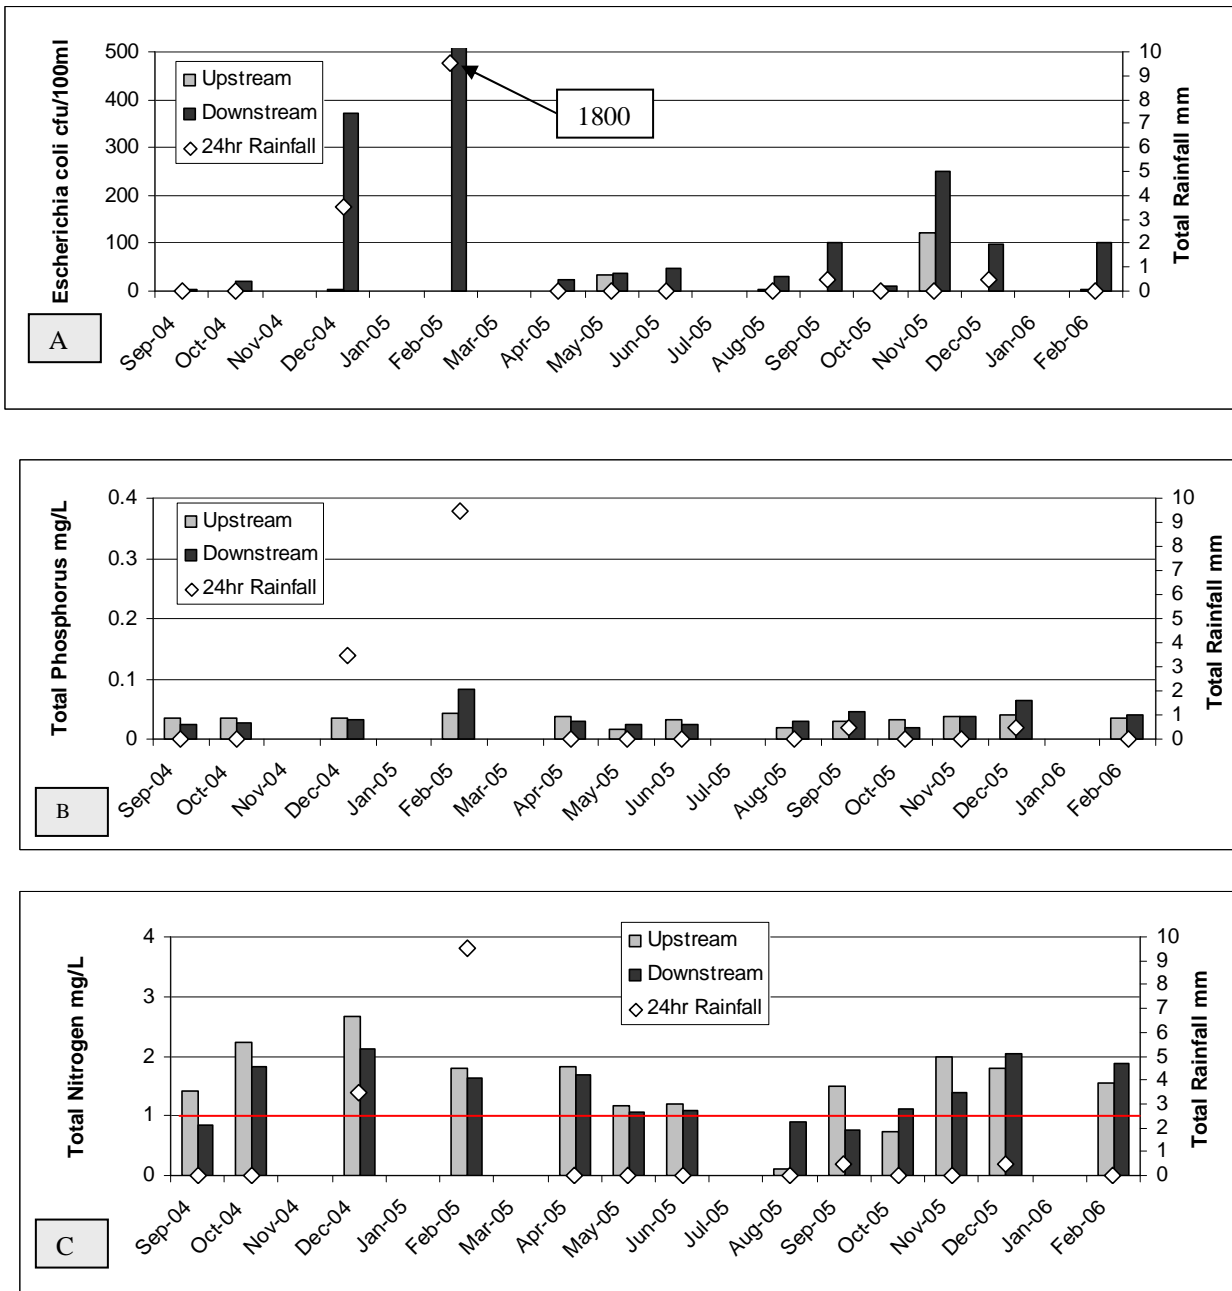 Escherichia coli cfu/100ml
500
400
300
200
100
0
Upstream
Downstream
24hr Rainfall
1800
10
9
8
7
6
5
4
3
2
1
0
Total Rainfall mm
Sep-04
Oct-04
Nov-04
Dec-04
Jan-05
Feb-05
Mar-05
Apr-05
May-05
Jun-05
Jul-05
Aug-05
Sep-05
Oct-05
Nov-05
Dec-05
Jan-06
Feb-06
A
Total Phosphorus mg/L
0.4
0.3
0.2
0.1
0
Upstream
Downstream
24hr Rainfall
10
9
8
7
6
5
4
3
2
1
0
Total Rainfall mm
Sep-04
Oct-04
Nov-04
Dec-04
Jan-05
Feb-05
Mar-05
Apr-05
May-05
Jun-05
Jul-05
Aug-05
Sep-05
Oct-05
Nov-05
Dec-05
Jan-06
Feb-06
B
Total Nitrogen mg/L
4
3
2
1
0
Upstream
Downstream
24hr Rainfall
10
9
8
7
6
5
4
3
2
1
0
Total Rainfall mm
Sep-04
Oct-04
Nov-04
Dec-04
Jan-05
Feb-05
Mar-05
Apr-05
May-05
Jun-05
Jul-05
Aug-05
Sep-05
Oct-05
Nov-05
Dec-05
Jan-06
Feb-06
C